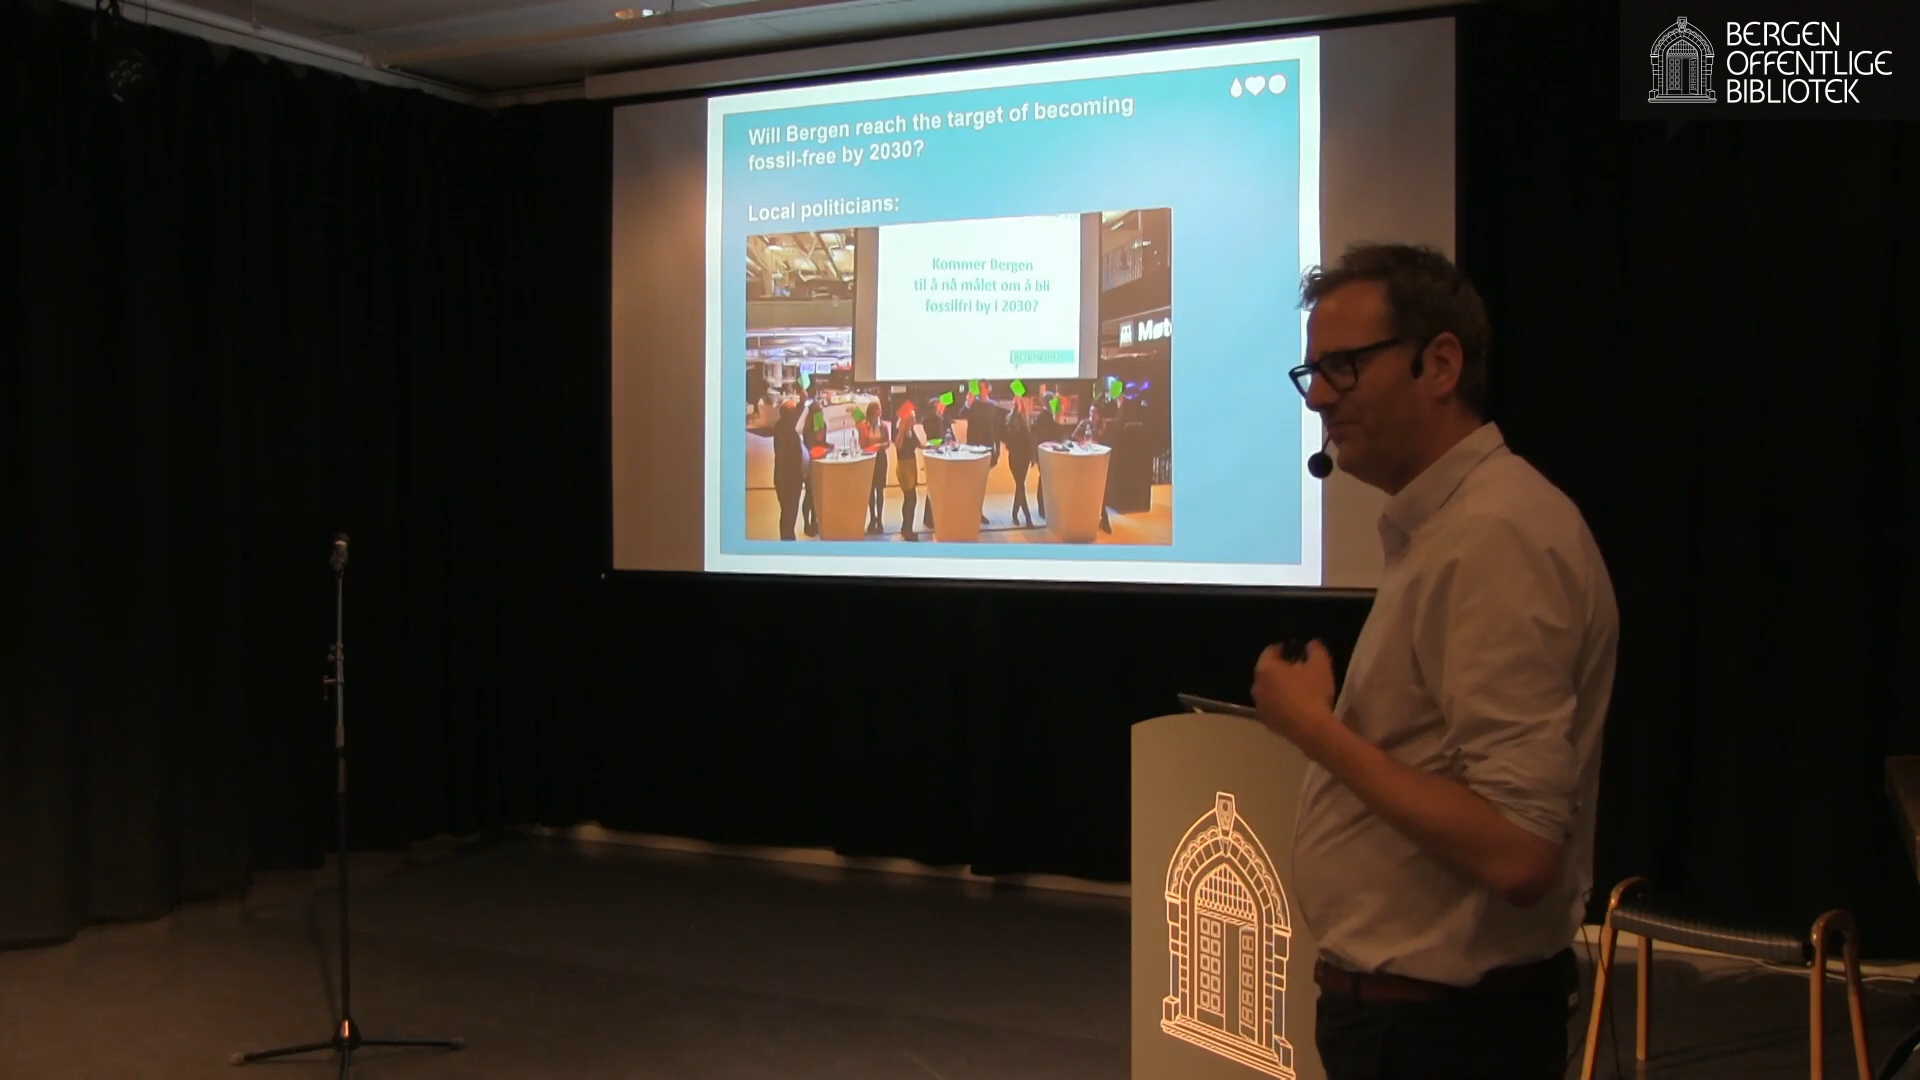 BERGEN
OFFENTLIGE
BIBLIOTEK
Will Bergen reach the target of becoming
fossil-free by 2030?
Local politicians:
Kommer Bergen
til å nå målet om å bli
fossilfri by i 2030?
Møt